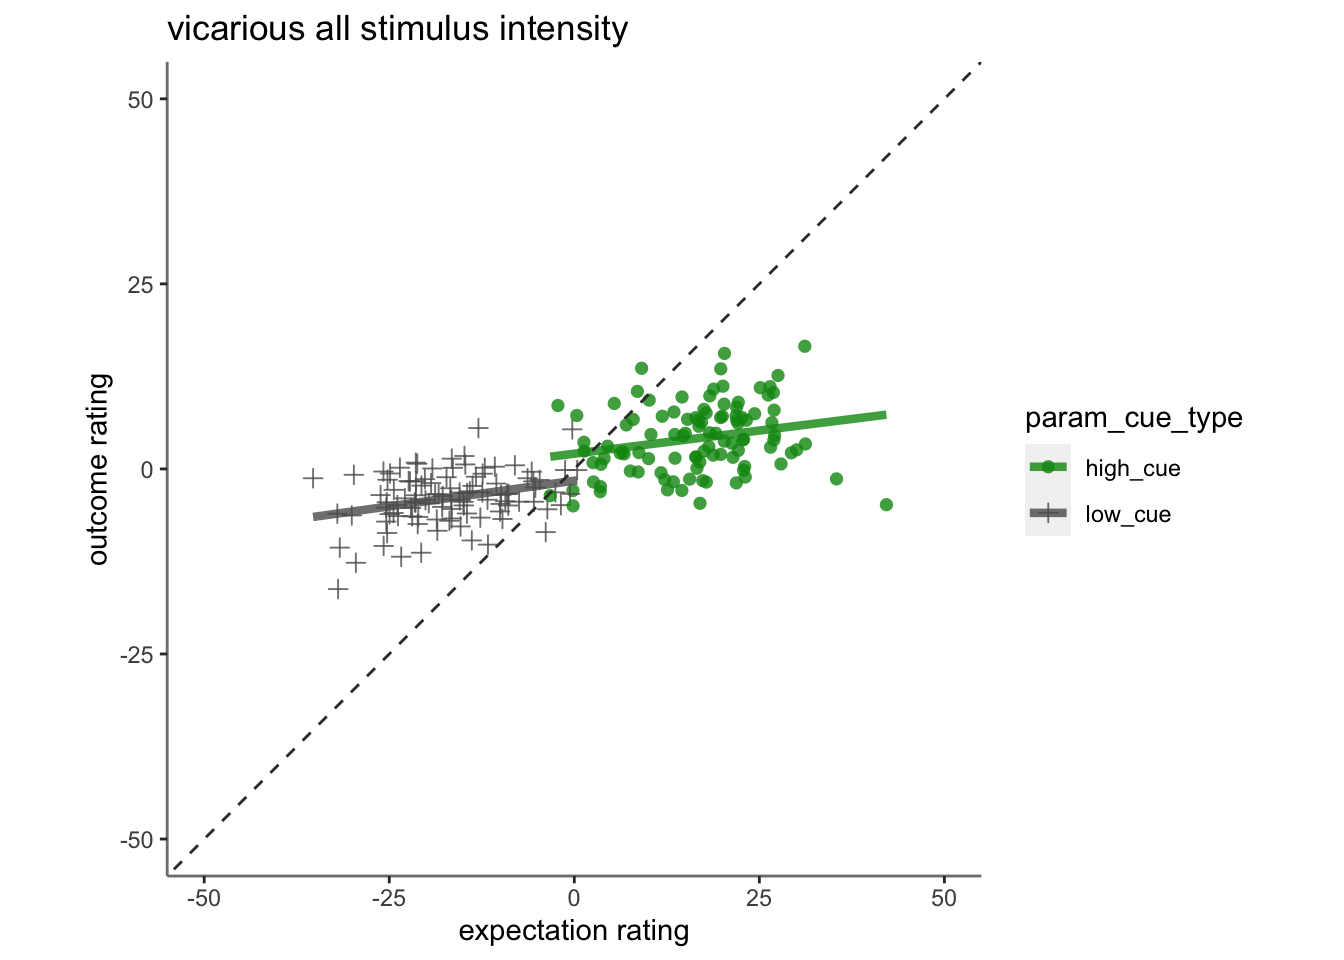 vicarious all stimulus intensity
50
25
0
-25
-50
outcome rating
-50
-25
0
25
50
expectation rating
param_cue_type
high_cue
low_cue